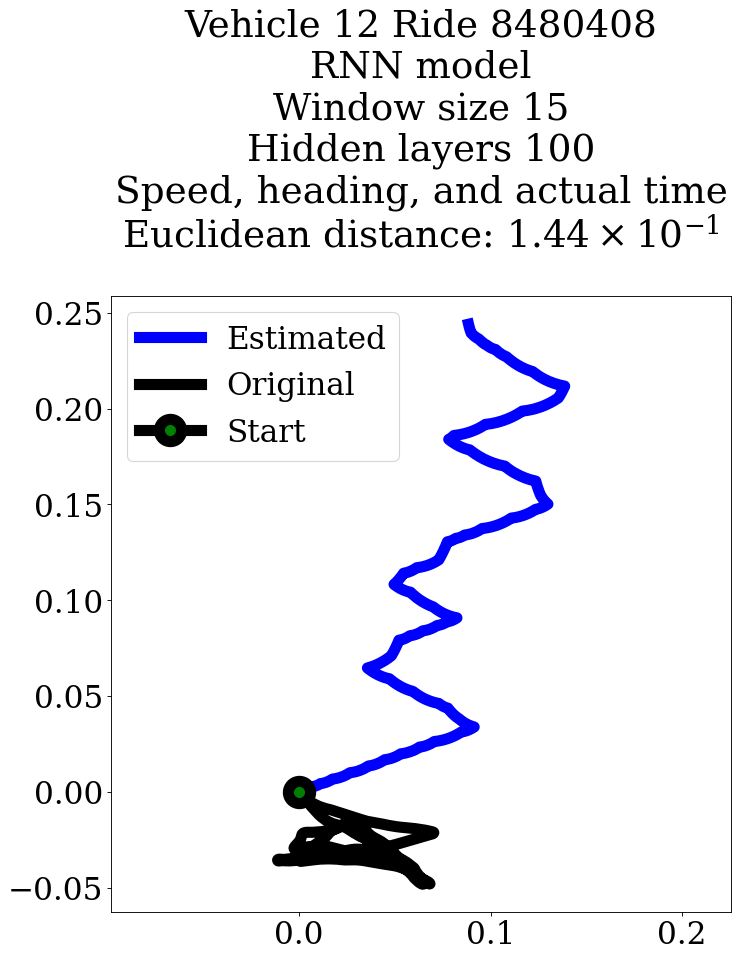 Vehicle 12 Ride 8480408
RNN model
Window size 15
Hidden layers 100
Speed, heading, and actual time
Euclidean distance: 1.44 × 10⁻¹
Estimated
Original
Start
0.25
0.20
0.15
0.10
0.05
0.00
−0.05
0.0 0.1 0.2